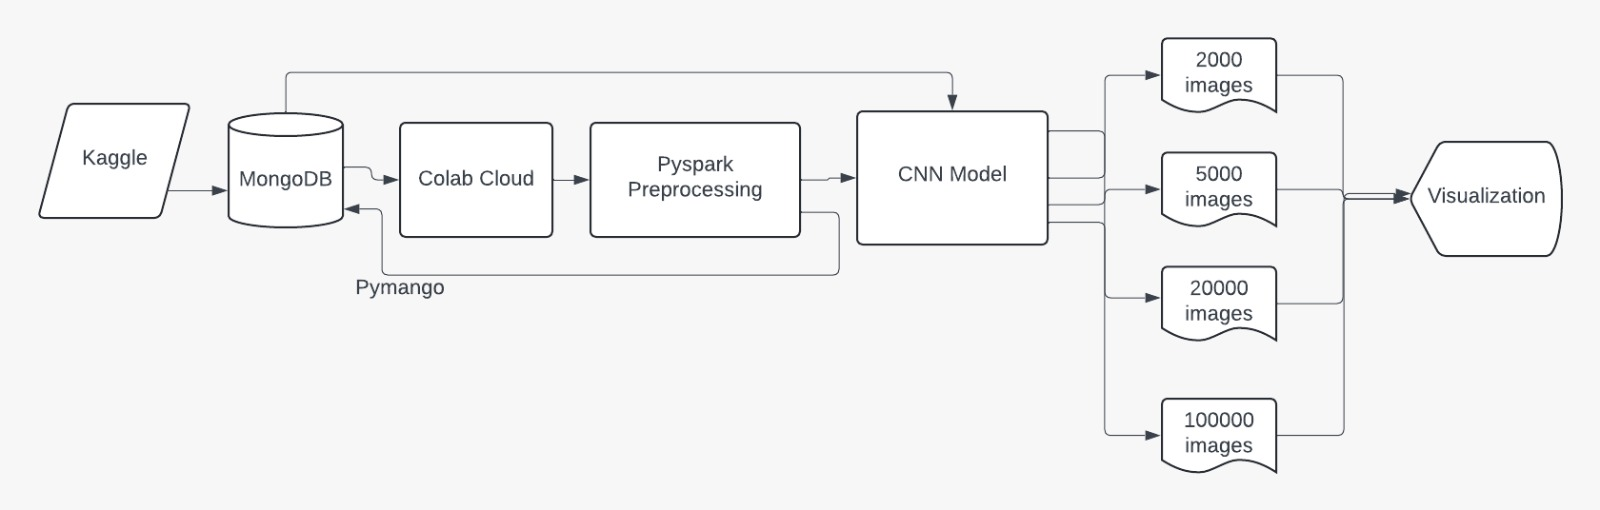 Kaggle
MongoDB
Colab Cloud
Pyspark
Preprocessing
Pymango
CNN Model
2000
images
5000
images
20000
images
100000
images
Visualization